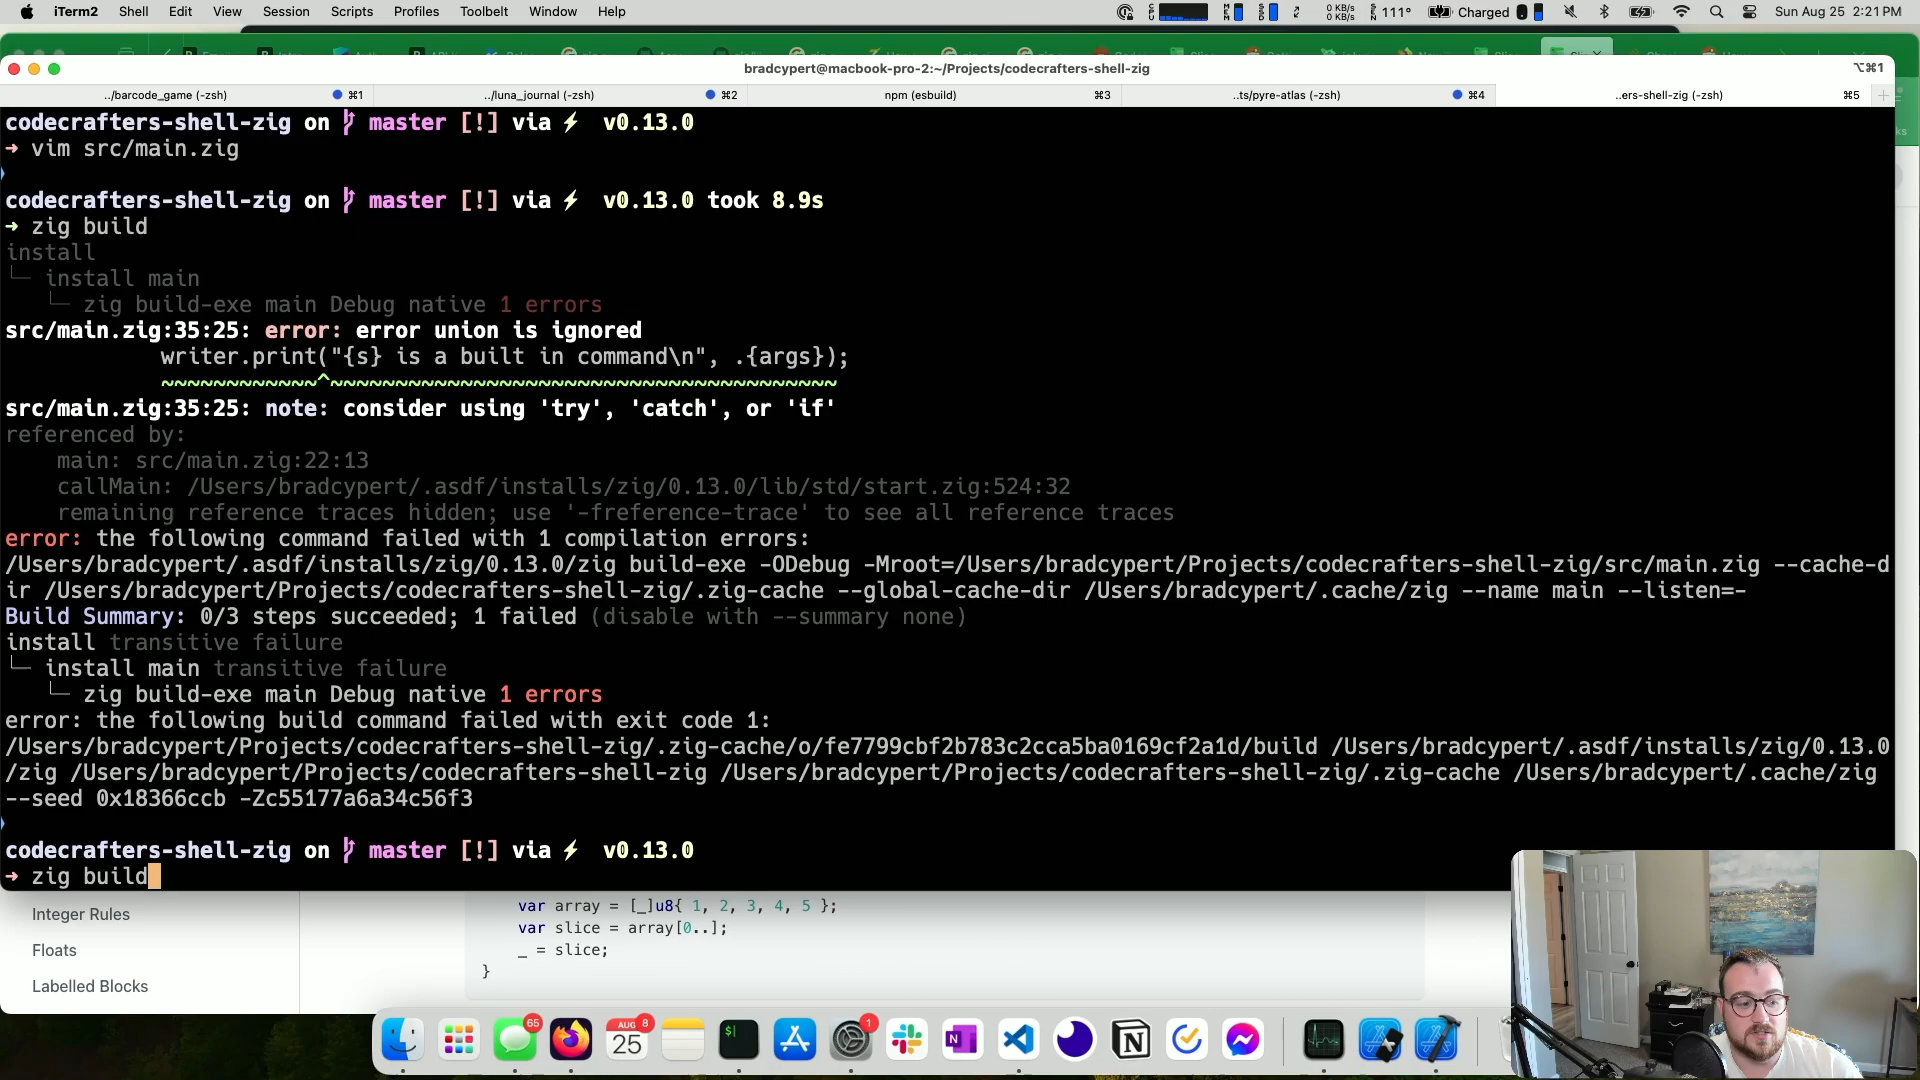 iTerm2 Shell Edit View Session Scripts Profiles Toolbelt Window Help
0 KB/s
0 KB/s
111° Charged Sun Aug 25 2:21 PM
bradcypert@macbook-pro-2:~/Projects/codecrafters-shell-zig ⌥⌘1
../barcode_game (-zsh) ⌘1 ../luna_journal (-zsh) ⌘2 npm (esbuild) ⌘3 ..ts/pyre-atlas (-zsh) ⌘4 ..ers-shell-zig (-zsh) ⌘5
codecrafters-shell-zig on master [!] via ⚡ v0.13.0
➜ vim src/main.zig
codecrafters-shell-zig on master [!] via ⚡ v0.13.0 took 8.9s
➜ zig build
install
└─ install main
└─ zig build-exe main Debug native 1 errors
src/main.zig:35:25: error: error union is ignored
writer.print("{s} is a built in command\n", .{args});
~~~~~~~~~~~~^~~~~~~~~~~~~~~~~~~~~~~~~~~~~~~~~~~~~~~~
src/main.zig:35:25: note: consider using 'try', 'catch', or 'if'
referenced by:
main: src/main.zig:22:13
callMain: /Users/bradcypert/.asdf/installs/zig/0.13.0/lib/std/start.zig:524:32
remaining reference traces hidden; use '-freference-trace' to see all reference traces
error: the following command failed with 1 compilation errors:
/Users/bradcypert/.asdf/installs/zig/0.13.0/zig build-exe -ODebug -Mroot=/Users/bradcypert/Projects/codecrafters-shell-zig/src/main.zig --cache-d
ir /Users/bradcypert/Projects/codecrafters-shell-zig/.zig-cache --global-cache-dir /Users/bradcypert/.cache/zig --name main --listen=-
Build Summary: 0/3 steps succeeded; 1 failed (disable with --summary none)
install transitive failure
└─ install main transitive failure
└─ zig build-exe main Debug native 1 errors
error: the following build command failed with exit code 1:
/Users/bradcypert/Projects/codecrafters-shell-zig/.zig-cache/o/fe7799cbf2b783c2cca5ba0169cf2a1d/build /Users/bradcypert/.asdf/installs/zig/0.13.0
/zig /Users/bradcypert/Projects/codecrafters-shell-zig /Users/bradcypert/Projects/codecrafters-shell-zig/.zig-cache /Users/bradcypert/.cache/zig
--seed 0x18366ccb -Zc55177a6a34c56f3
codecrafters-shell-zig on master [!] via ⚡ v0.13.0
➜ zig build
Integer Rules
Floats
Labelled Blocks
var array = [_]u8{ 1, 2, 3, 4, 5 };
var slice = array[0..];
_ = slice;
}
65
AUG 8
25
1